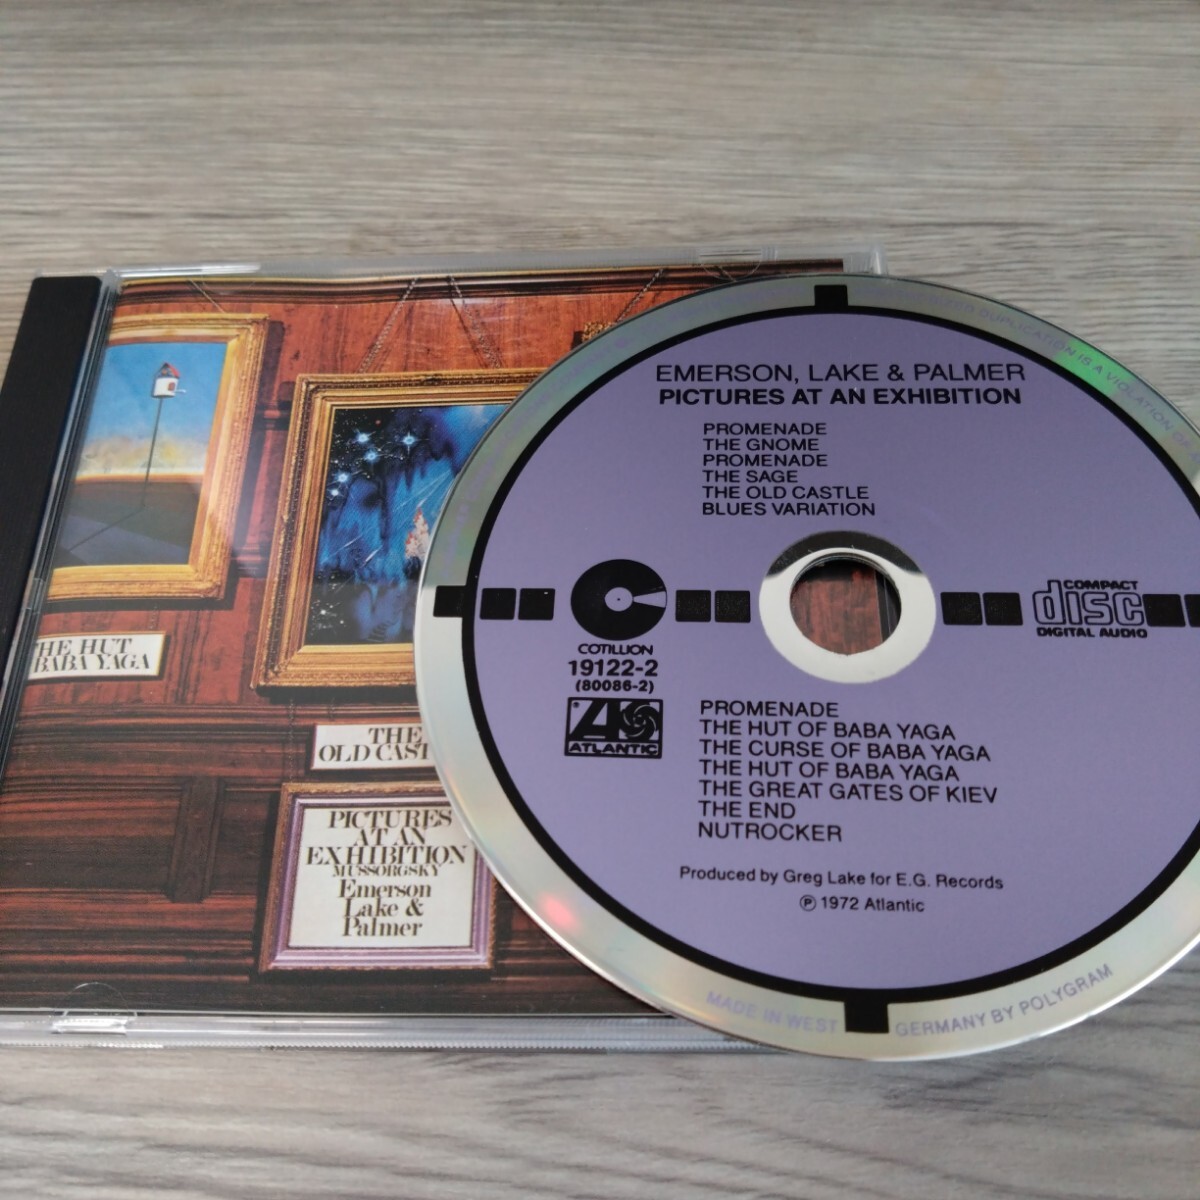 THE HUT
BABA YAGA
THE
OLD CAST
PICTURES
AT AN
EXHIBITION
MUSSORGSKY
Emerson
Lake &
Palmer
DUPLICATION IS A VIOLATION OF
EMERSON, LAKE & PALMER
PICTURES AT AN EXHIBITION
PROMENADE
THE GNOME
PROMENADE
THE SAGE
THE OLD CASTLE
BLUES VARIATION
COTILLION
19122-2
(80086-2)
ATLANTIC
COMPACT
disc
DIGITAL AUDIO
PROMENADE
THE HUT OF BABA YAGA
THE CURSE OF BABA YAGA
THE HUT OF BABA YAGA
THE GREAT GATES OF KIEV
THE END
NUTROCKER
Produced by Greg Lake for E.G. Records
℗ 1972 Atlantic
MADE IN WEST GERMANY BY POLYGRAM